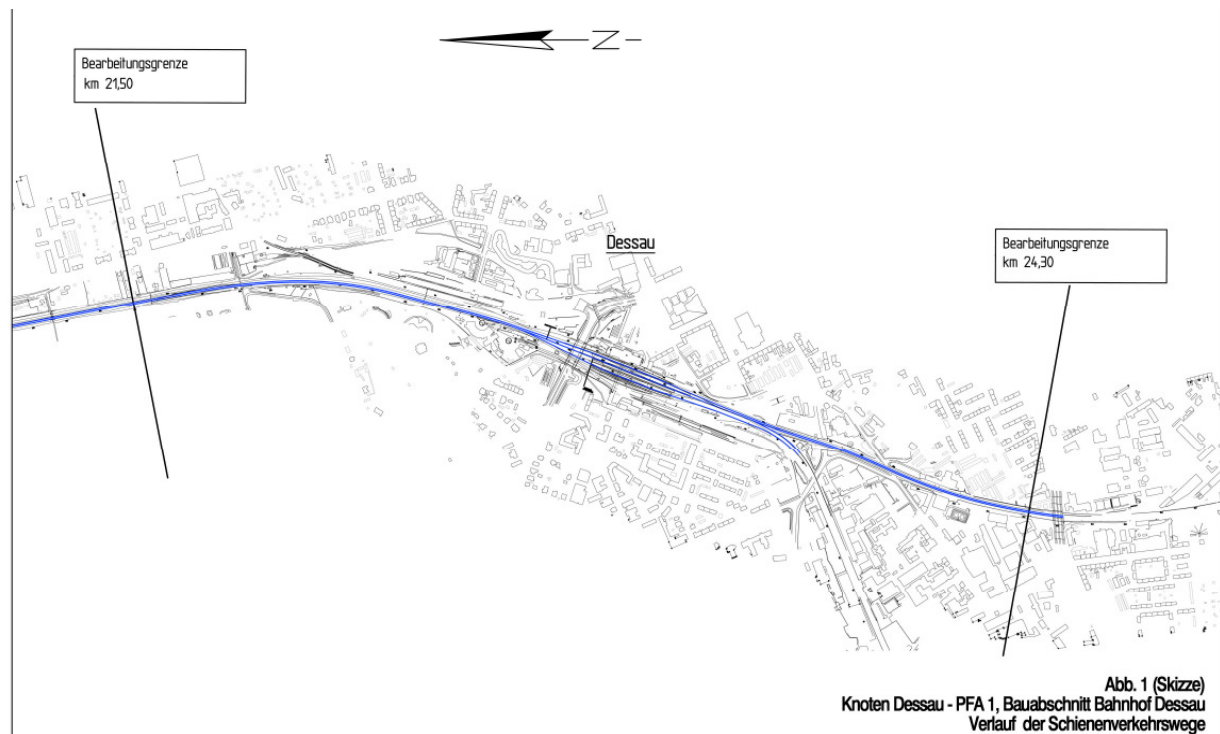 Bearbeitungsgrenze
km 21,50
N
Dessau
Bearbeitungsgrenze
km 24,30
Abb. 1 (Skizze)
Knoten Dessau - PFA 1, Bauabschnitt Bahnhof Dessau
Verlauf der Schienenverkehrswege